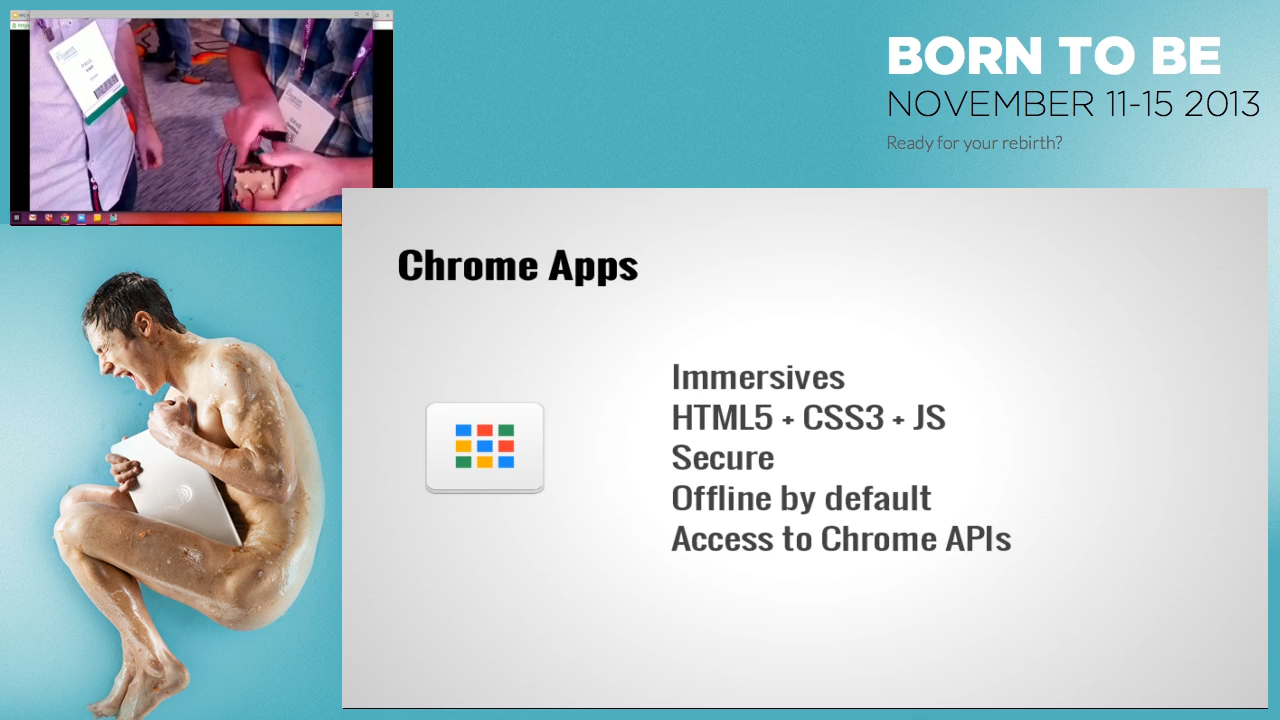 BORN TO BE
NOVEMBER 11-15 2013
Ready for your rebirth?
Chrome Apps
Immersives
HTML5 + CSS3 + JS
Secure
Offline by default
Access to Chrome APIs